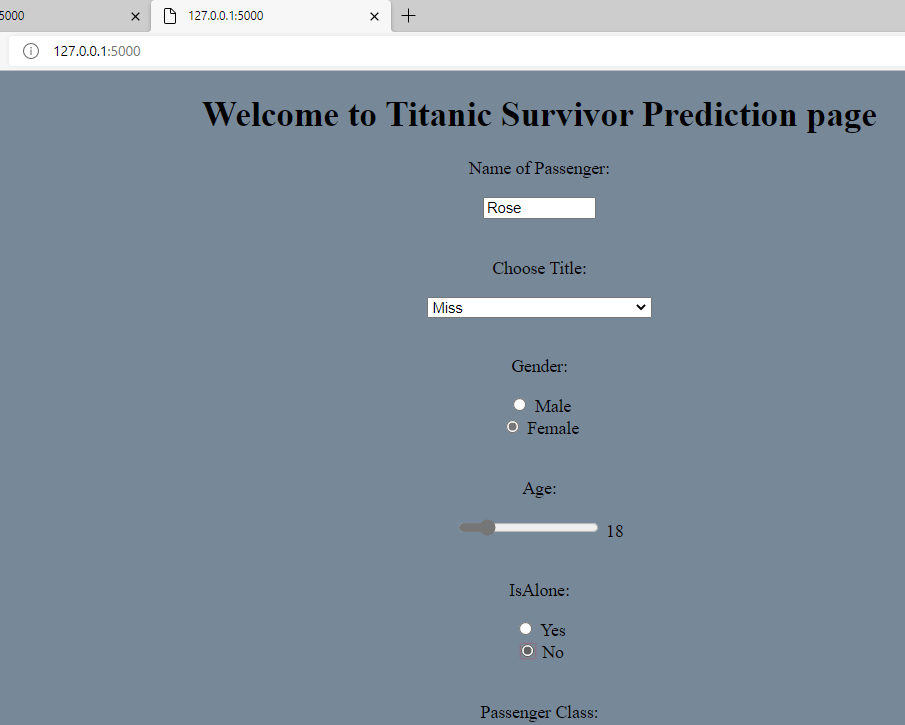 5000
127.0.0.1:5000
127.0.0.1:5000
Welcome to Titanic Survivor Prediction page
Name of Passenger:
Rose
Choose Title:
Miss
Gender:
Male
Female
Age:
18
IsAlone:
Yes
No
Passenger Class: